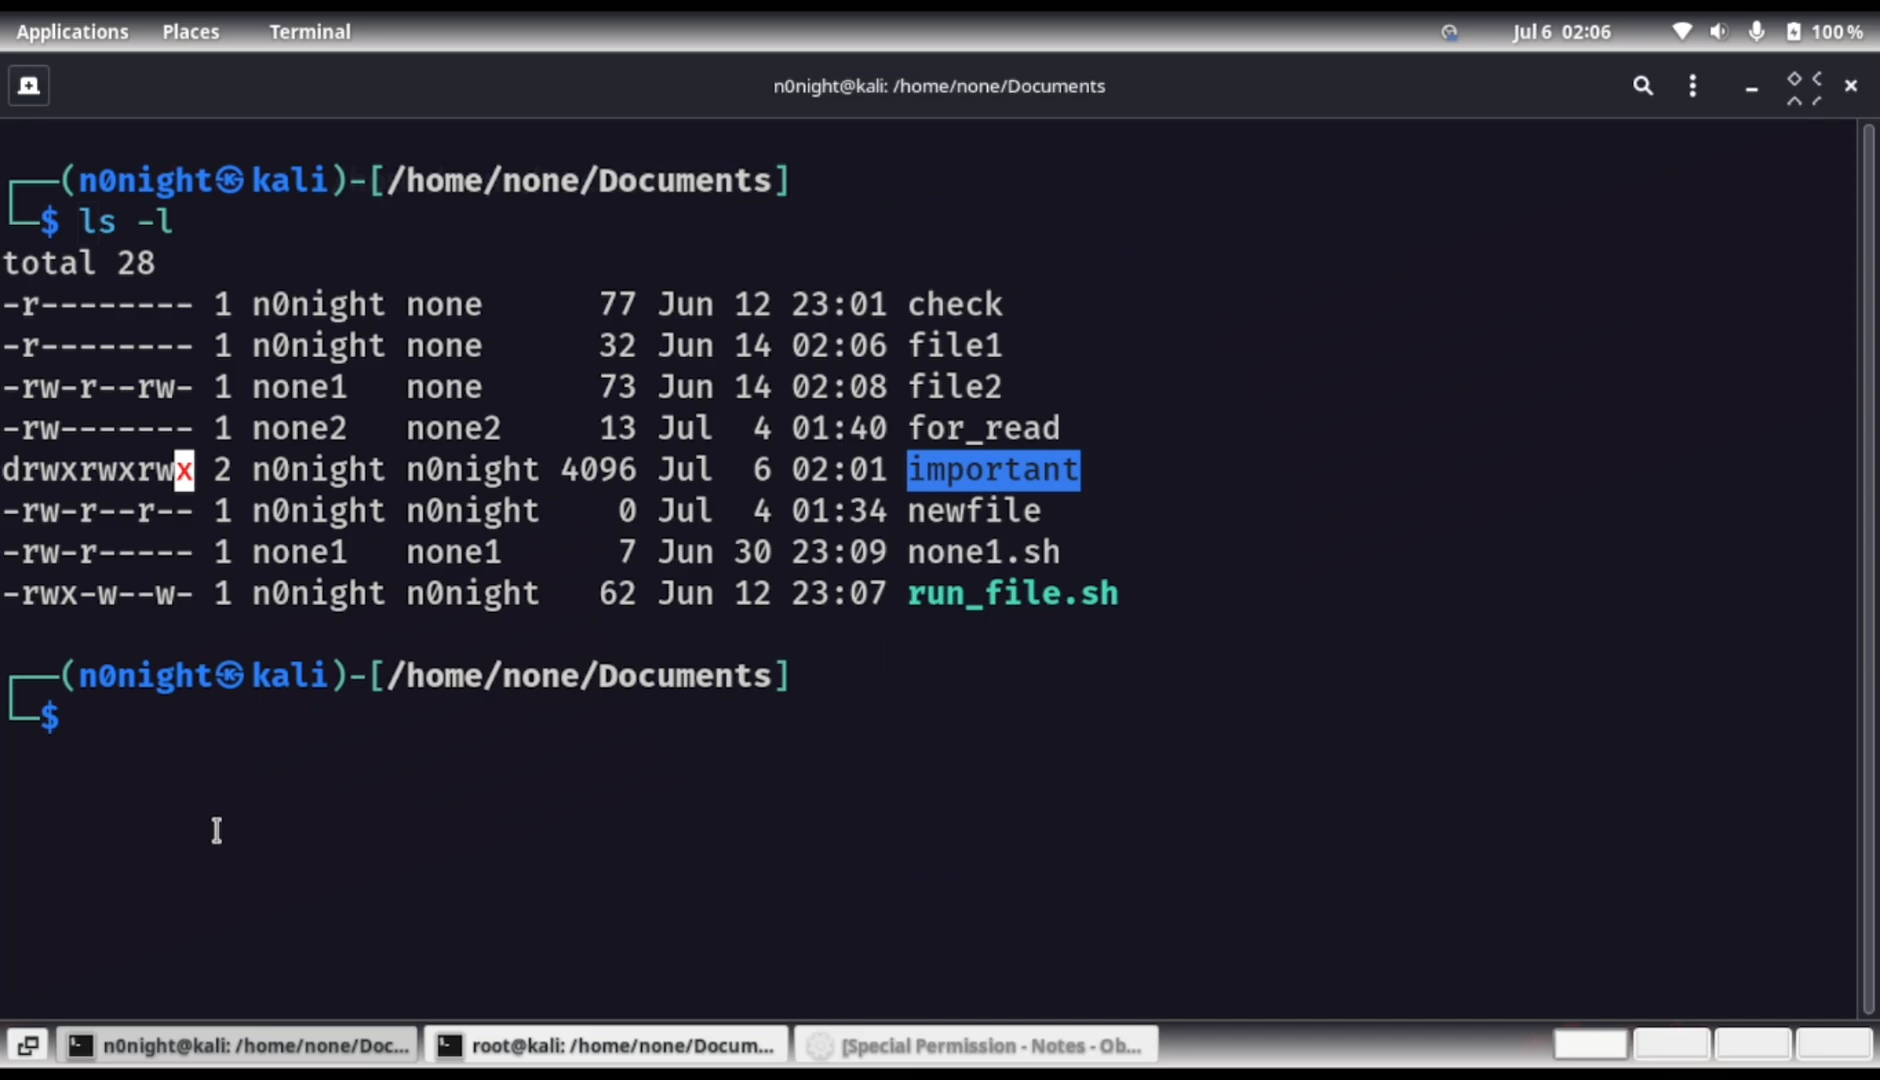 Applications Places Terminal Jul 6 02:06 100%
n0night@kali: /home/none/Documents
(n0night㉿kali)-[/home/none/Documents]
$ ls -l
total 28
-r-------- 1 n0night none 77 Jun 12 23:01 check
-r-------- 1 n0night none 32 Jun 14 02:06 file1
-rw-r--rw- 1 none1 none 73 Jun 14 02:08 file2
-rw------- 1 none2 none2 13 Jul 4 01:40 for_read
drwxrwxrwx 2 n0night n0night 4096 Jul 6 02:01 important
-rw-r--r-- 1 n0night n0night 0 Jul 4 01:34 newfile
-rw-r----- 1 none1 none1 7 Jun 30 23:09 none1.sh
-rwx-w--w- 1 n0night n0night 62 Jun 12 23:07 run_file.sh
(n0night㉿kali)-[/home/none/Documents]
$
n0night@kali: /home/none/Doc... root@kali: /home/none/Docum... [Special Permission - Notes - Ob...